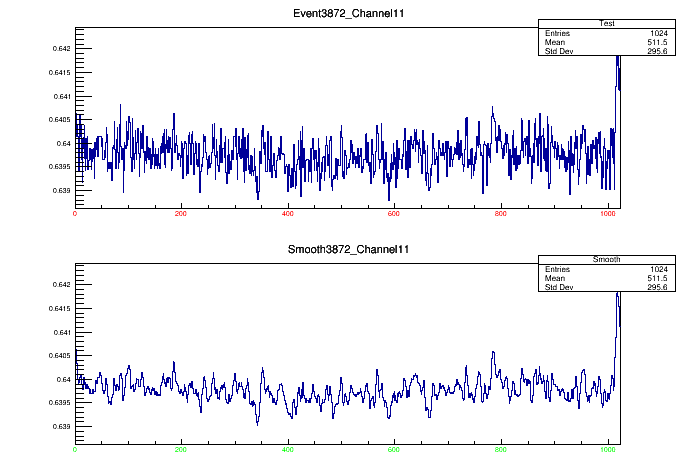 Event3872_Channel11
Test
Entries 1024
Mean 511.5
Std Dev 295.6
0.642
0.6415
0.641
0.6405
0.64
0.6395
0.639
0 200 400 600 800 1000
Smooth3872_Channel11
Smooth
Entries 1024
Mean 511.5
Std Dev 295.6
0.642
0.6415
0.641
0.6405
0.64
0.6395
0.639
0 200 400 600 800 1000